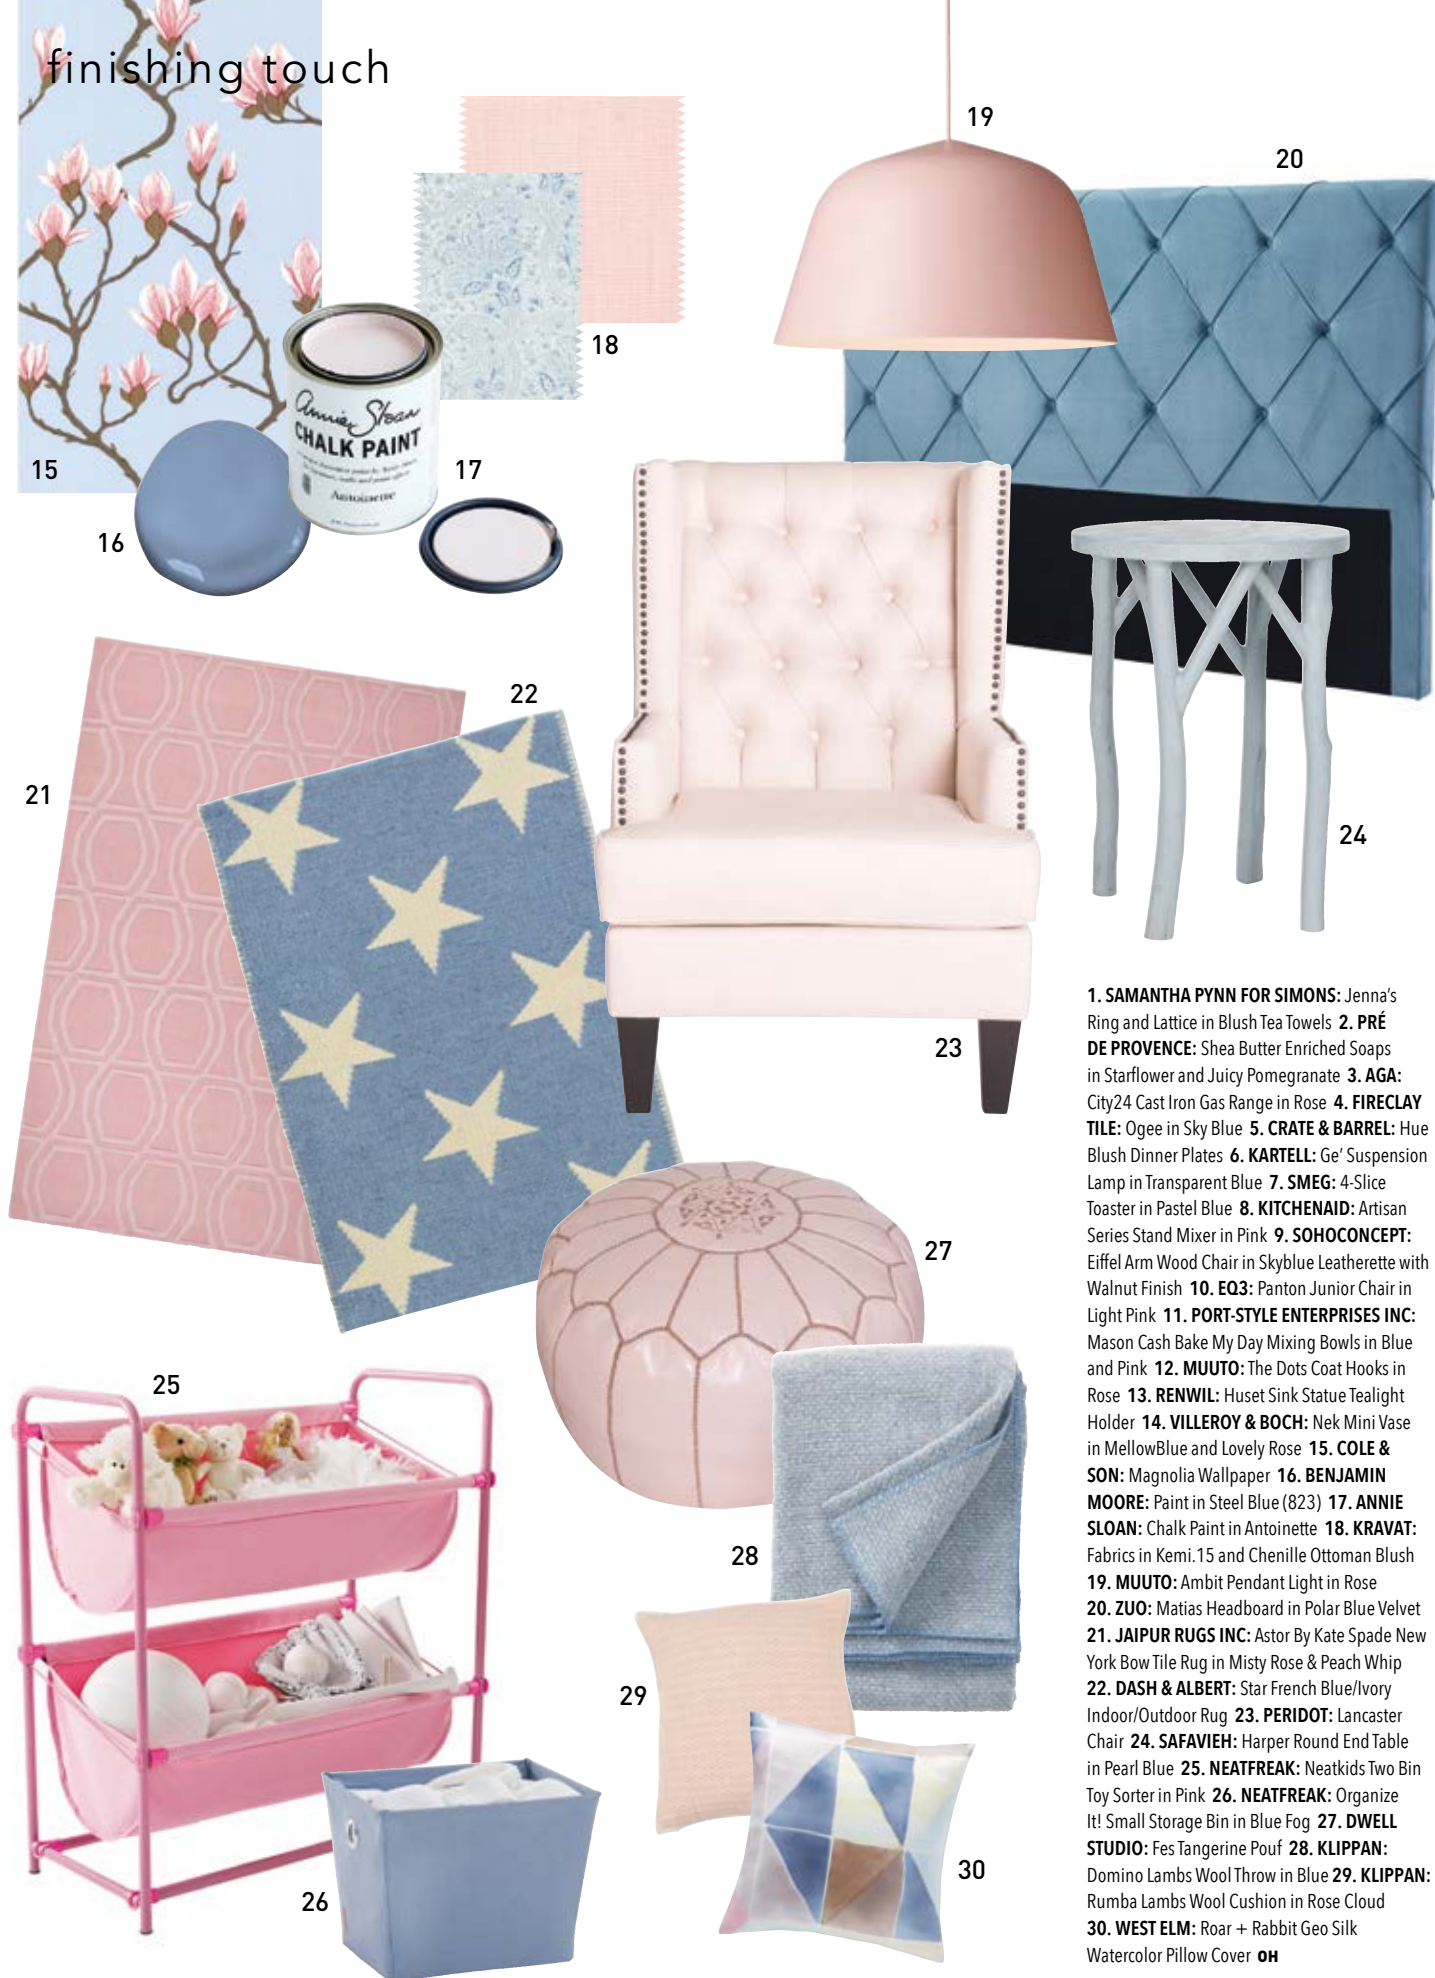 finishing touch
19
20
18
Annie Sloan
CHALK PAINT
Antoinette
15
17
16
22
21
24
23
27
25
28
29
30
26
1. SAMANTHA PYNN FOR SIMONS: Jenna’s
Ring and Lattice in Blush Tea Towels 2. PRÉ
DE PROVENCE: Shea Butter Enriched Soaps
in Starflower and Juicy Pomegranate 3. AGA:
City24 Cast Iron Gas Range in Rose 4. FIRECLAY
TILE: Ogee in Sky Blue 5. CRATE & BARREL: Hue
Blush Dinner Plates 6. KARTELL: Ge’ Suspension
Lamp in Transparent Blue 7. SMEG: 4-Slice
Toaster in Pastel Blue 8. KITCHENAID: Artisan
Series Stand Mixer in Pink 9. SOHOCONCEPT:
Eiffel Arm Wood Chair in Skyblue Leatherette with
Walnut Finish 10. EQ3: Panton Junior Chair in
Light Pink 11. PORT-STYLE ENTERPRISES INC:
Mason Cash Bake My Day Mixing Bowls in Blue
and Pink 12. MUUTO: The Dots Coat Hooks in
Rose 13. RENWIL: Huset Sink Statue Tealight
Holder 14. VILLEROY & BOCH: Nek Mini Vase
in MellowBlue and Lovely Rose 15. COLE &
SON: Magnolia Wallpaper 16. BENJAMIN
MOORE: Paint in Steel Blue (823) 17. ANNIE
SLOAN: Chalk Paint in Antoinette 18. KRAVAT:
Fabrics in Kemi.15 and Chenille Ottoman Blush
19. MUUTO: Ambit Pendant Light in Rose
20. ZUO: Matias Headboard in Polar Blue Velvet
21. JAIPUR RUGS INC: Astor By Kate Spade New
York Bow Tile Rug in Misty Rose & Peach Whip
22. DASH & ALBERT: Star French Blue/Ivory
Indoor/Outdoor Rug 23. PERIDOT: Lancaster
Chair 24. SAFAVIEH: Harper Round End Table
in Pearl Blue 25. NEATFREAK: Neatkids Two Bin
Toy Sorter in Pink 26. NEATFREAK: Organize
It! Small Storage Bin in Blue Fog 27. DWELL
STUDIO: Fes Tangerine Pouf 28. KLIPPAN:
Domino Lambs Wool Throw in Blue 29. KLIPPAN:
Rumba Lambs Wool Cushion in Rose Cloud
30. WEST ELM: Roar + Rabbit Geo Silk
Watercolor Pillow Cover OH